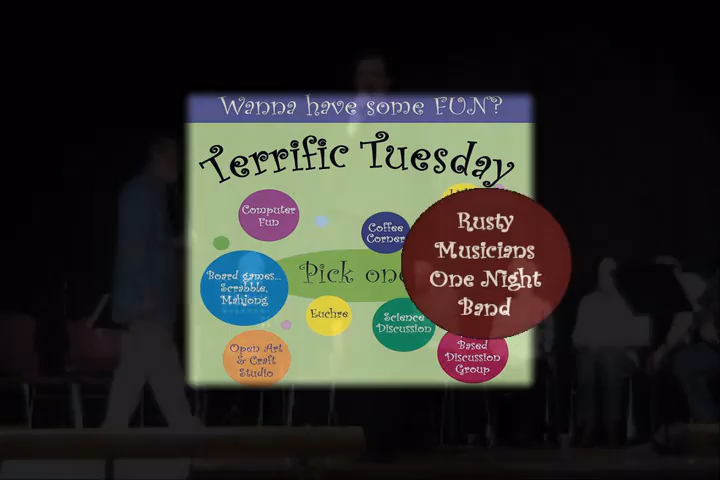 Wanna have some FUN?
Terrific Tuesday
Computer
Fun
Coffee
Corner
Rusty
Musicians
One Night
Band
Board games...
Scrabble,
Mahjong
Pick one
Euchre
Science
Discussion
Open Art
& Craft
Studio
Based
Discussion
Group